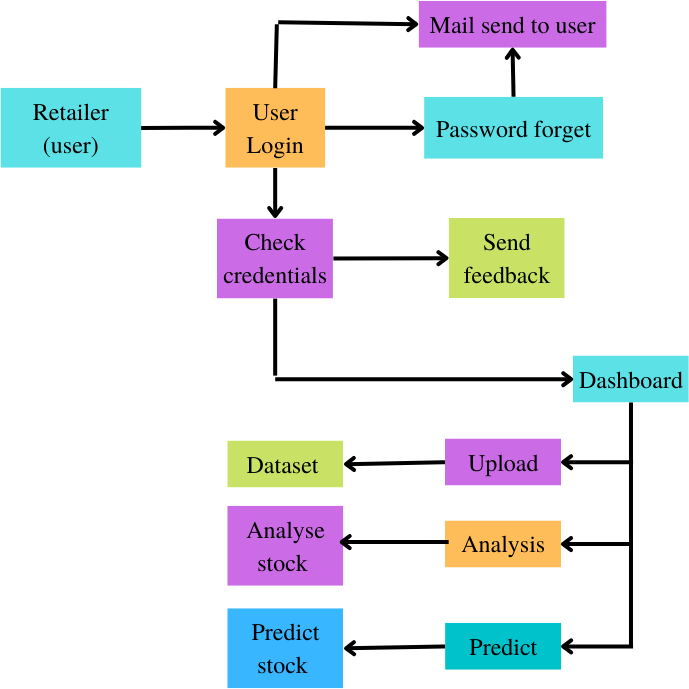 Mail send to user
Retailer
(user)
User
Login
Password forget
Check
credentials
Send
feedback
Dashboard
Dataset
Upload
Analyse
stock
Analysis
Predict
stock
Predict